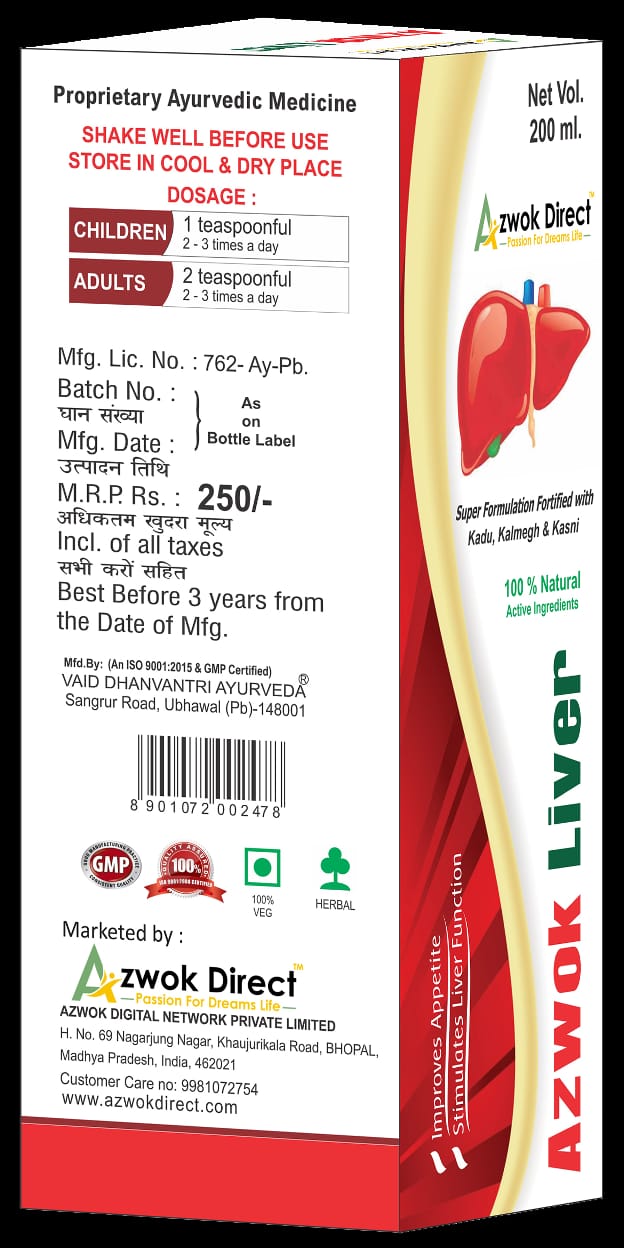 Proprietary Ayurvedic Medicine
SHAKE WELL BEFORE USE
STORE IN COOL & DRY PLACE
DOSAGE :
CHILDREN 1 teaspoonful
2 - 3 times a day
ADULTS 2 teaspoonful
2 - 3 times a day
Mfg. Lic. No. : 762- Ay-Pb.
Batch No. :
घान संख्या
Mfg. Date :
उत्पादन तिथि
As
on
Bottle Label
M.R.P. Rs. : 250/-
अधिकतम खुदरा मूल्य
Incl. of all taxes
सभी करों सहित
Best Before 3 years from
the Date of Mfg.
Mfd.By: (An ISO 9001:2015 & GMP Certified)
VAID DHANVANTRI AYURVEDA®
Sangrur Road, Ubhawal (Pb)-148001
8 901072 002478
GOOD MANUFACTURING PRACTICE
GMP
CONSISTENT QUALITY
QUALITY ASSURED
100%
100%
VEG
HERBAL
Marketed by :
Azwok Direct™
Passion For Dreams Life
AZWOK DIGITAL NETWORK PRIVATE LIMITED
H. No. 69 Nagarjung Nagar, Khaujurikala Road, BHOPAL,
Madhya Pradesh, India, 462021
Customer Care no: 9981072754
www.azwokdirect.com
Net Vol.
200 ml.
Azwok Direct™
Passion For Dreams Life
Super Formulation Fortified with
Kadu, Kalmegh & Kasni
100 % Natural
Active Ingredients
Azwok Liver
Improves Appetite
Stimulates Liver Function